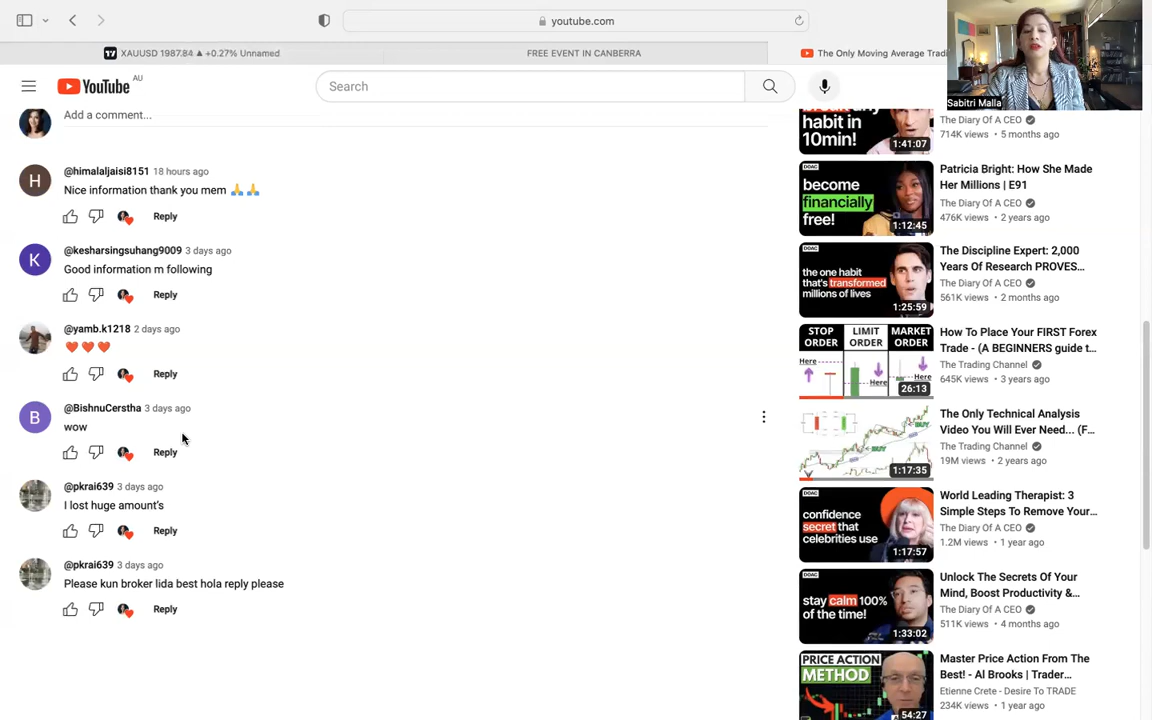 youtube.com
XAUUSD 1987.84 ▲ +0.27% Unnamed
FREE EVENT IN CANBERRA
The Only Moving Average Tradi
Sabitri Malla
YouTube AU
Search
Add a comment...
@himalaljaisi8151 18 hours ago
Nice information thank you mem 🙏🙏
Reply
@kesharsingsuhang9009 3 days ago
Good information m following
Reply
@yamb.k1218 2 days ago
❤️❤️❤️
Reply
@BishnuCerstha 3 days ago
wow
Reply
@pkrai639 3 days ago
I lost huge amount's
Reply
@pkrai639 3 days ago
Please kun broker lida best hola reply please
Reply
habit in
10min!
1:41:07
The Diary Of A CEO
714K views • 5 months ago
DOAC
become
financially
free!
1:12:45
Patricia Bright: How She Made
Her Millions | E91
The Diary Of A CEO
476K views • 2 years ago
DOAC
the one habit
that's transformed
millions of lives
1:25:59
The Discipline Expert: 2,000
Years Of Research PROVES...
The Diary Of A CEO
561K views • 2 months ago
STOP ORDER
LIMIT ORDER
MARKET ORDER
Here
Here
Here
26:13
How To Place Your FIRST Forex
Trade - (A BEGINNERS guide t...
The Trading Channel
645K views • 3 years ago
BUY
BUY
1:17:35
The Only Technical Analysis
Video You Will Ever Need... (F...
The Trading Channel
19M views • 2 years ago
DOAC
confidence
secret that
celebrities use
1:17:57
World Leading Therapist: 3
Simple Steps To Remove Your...
The Diary Of A CEO
1.2M views • 1 year ago
DOAC
stay calm 100%
of the time!
1:33:02
Unlock The Secrets Of Your
Mind, Boost Productivity &...
The Diary Of A CEO
511K views • 4 months ago
PRICE ACTION
METHOD
54:27
Master Price Action From The
Best! - Al Brooks | Trader...
Etienne Crete - Desire To TRADE
234K views • 1 year ago